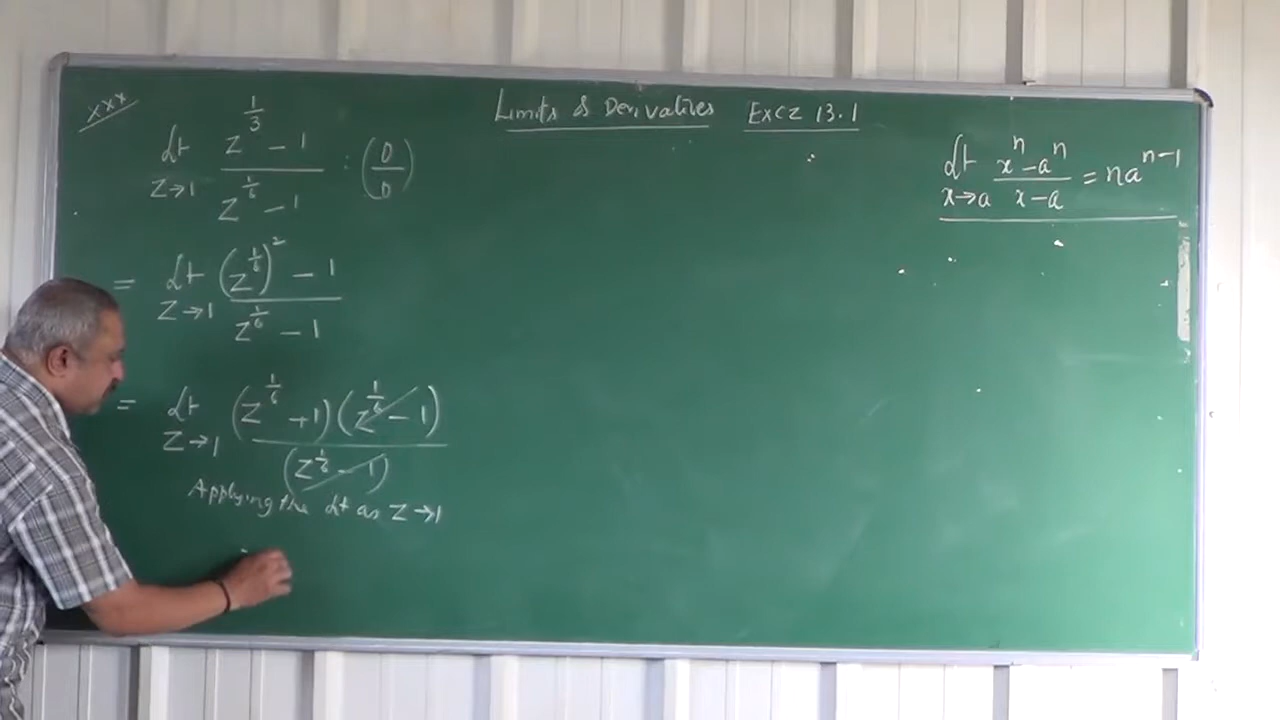 xxx
Limits & Derivatives Excz 13.1
Lt z→1 (z^(1/3) - 1)/(z^(1/6) - 1) : (0/0)
Lt x→a (x^n - a^n)/(x - a) = na^(n-1)
= Lt z→1 ((z^(1/6))^2 - 1)/(z^(1/6) - 1)
= Lt z→1 (z^(1/6) + 1)(z^(1/6) - 1)/(z^(1/6) - 1)
Applying the Lt as z→1